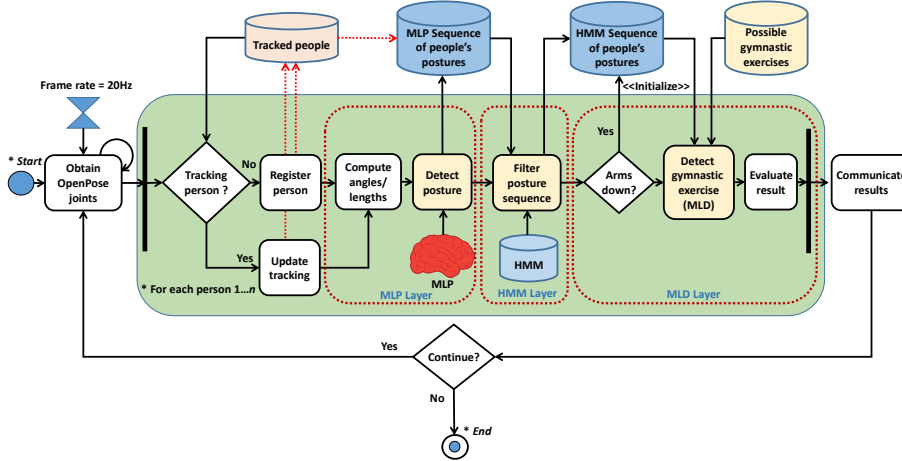 Tracked people
MLP Sequence
of people's
postures
HMM Sequence
of people's
postures
Possible
gymnastic
exercises
Frame rate = 20Hz
<<Initialize>>
* Start
Obtain
OpenPose
joints
Tracking
person ?
No
Yes
Register
person
Update
tracking
* For each person 1...n
Compute
angles/
lengths
Detect
posture
MLP
MLP Layer
Filter
posture
sequence
HMM
HMM Layer
Yes
Arms
down?
Detect
gymnastic
exercise
(MLD)
Evaluate
result
MLD Layer
Communicate
results
Yes
Continue?
No
* End